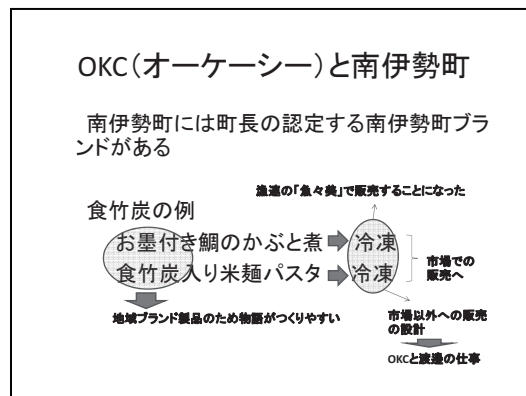 OKC（オーケーシー）と南伊勢町
南伊勢町には町長の認定する南伊勢町ブラ
ンドがある
漁連の「魚々美」で販売することになった
食竹炭の例
お墨付き鯛のかぶと煮
冷凍
食竹炭入り米麺パスタ
冷凍
市場での
販売へ
地域ブランド製品のため物語がつくりやすい
市場以外への販売
の設計
OKCと渡邊の仕事